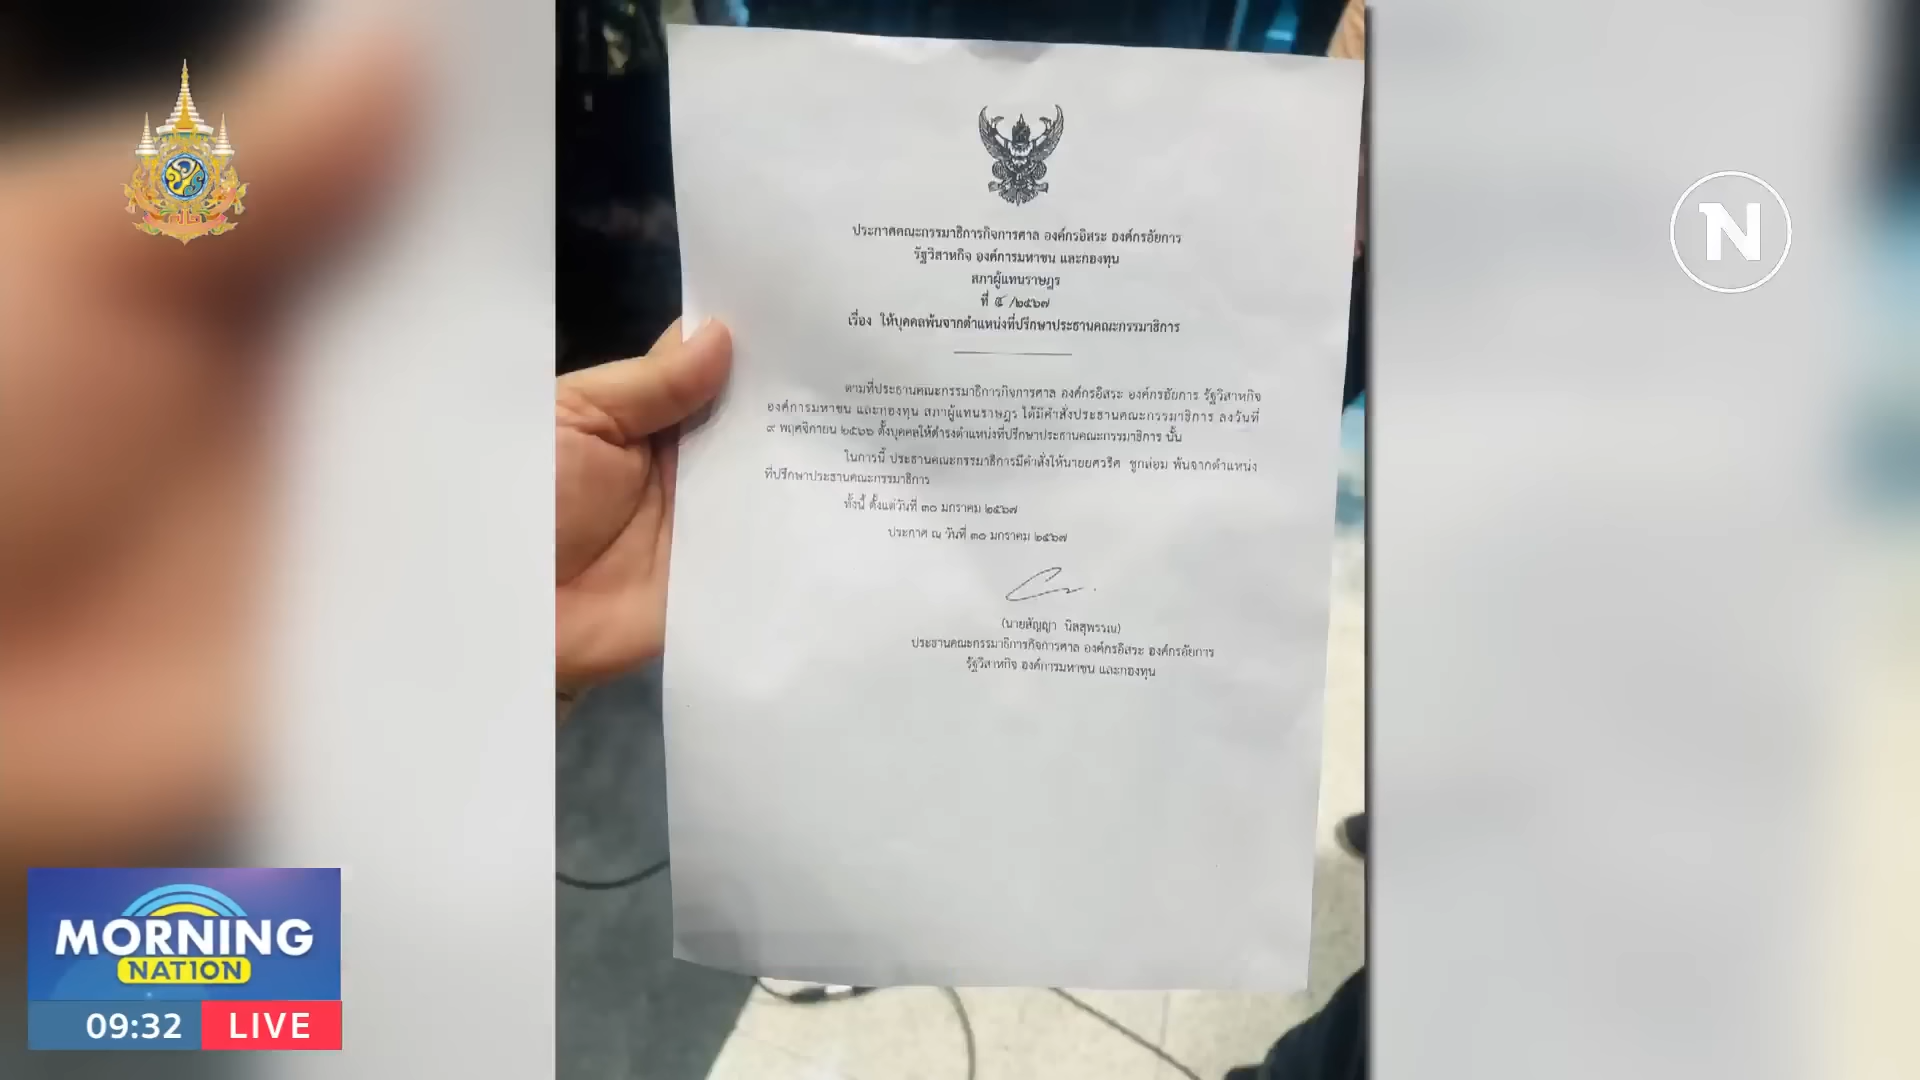 ประกาศคณะกรรมาธิการกิจการศาล องค์กรอิสระ องค์กรอัยการ
รัฐวิสาหกิจ องค์การมหาชน และกองทุน
สภาผู้แทนราษฎร
ที่ ๕ /๒๕๖๗
เรื่อง ให้บุคคลพ้นจากตำแหน่งที่ปรึกษาประธานคณะกรรมาธิการ
ตามที่ประธานคณะกรรมาธิการกิจการศาล องค์กรอิสระ องค์กรอัยการ รัฐวิสาหกิจ
องค์การมหาชน และกองทุน สภาผู้แทนราษฎร ได้มีคำสั่งประธานคณะกรรมาธิการ ลงวันที่
๙ พฤศจิกายน ๒๕๖๖ ตั้งบุคคลให้ดำรงตำแหน่งที่ปรึกษาประธานคณะกรรมาธิการ นั้น
ในการนี้ ประธานคณะกรรมาธิการมีคำสั่งให้นายยศวริศ ชูกล่อม พ้นจากตำแหน่ง
ที่ปรึกษาประธานคณะกรรมาธิการ
ทั้งนี้ ตั้งแต่วันที่ ๓๐ มกราคม ๒๕๖๗
ประกาศ ณ วันที่ ๓๐ มกราคม ๒๕๖๗
(นายสัญญา นิลสุพรรณ)
ประธานคณะกรรมาธิการกิจการศาล องค์กรอิสระ องค์กรอัยการ
รัฐวิสาหกิจ องค์การมหาชน และกองทุน
N
MORNING
NATION
09:32 LIVE